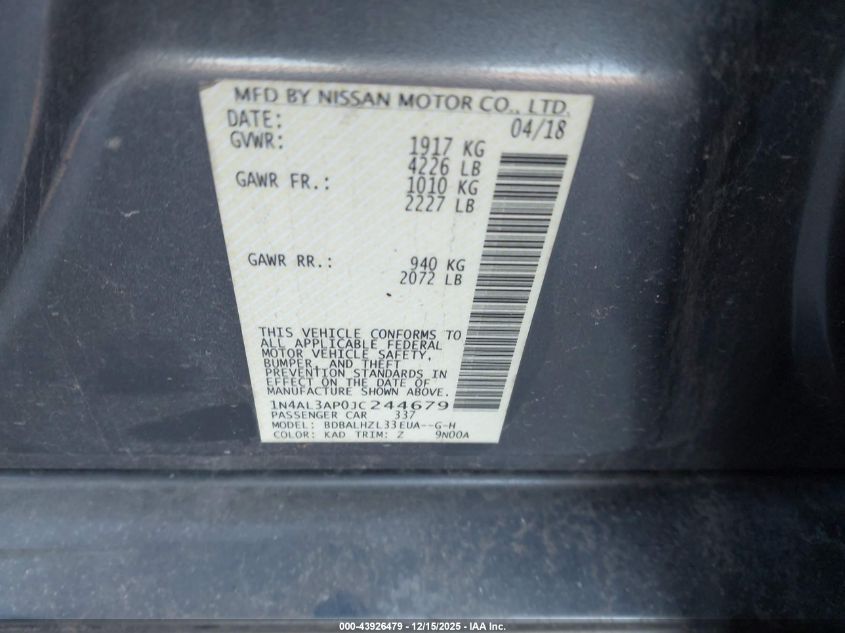 MFD BY NISSAN MOTOR CO., LTD.
DATE: 04/18
GVWR: 1917 KG
4226 LB
GAWR FR.: 1010 KG
2227 LB
GAWR RR.: 940 KG
2072 LB
THIS VEHICLE CONFORMS TO
ALL APPLICABLE FEDERAL
MOTOR VEHICLE SAFETY,
BUMPER, AND THEFT
PREVENTION STANDARDS IN
EFFECT ON THE DATE OF
MANUFACTURE SHOWN ABOVE.
1N4AL3AP0JC244679
PASSENGER CAR 337
MODEL: BDBALHZL33EUA--G-H
COLOR: KAD TRIM: Z 9N00A
000-43926479 - 12/15/2025 - IAA Inc.